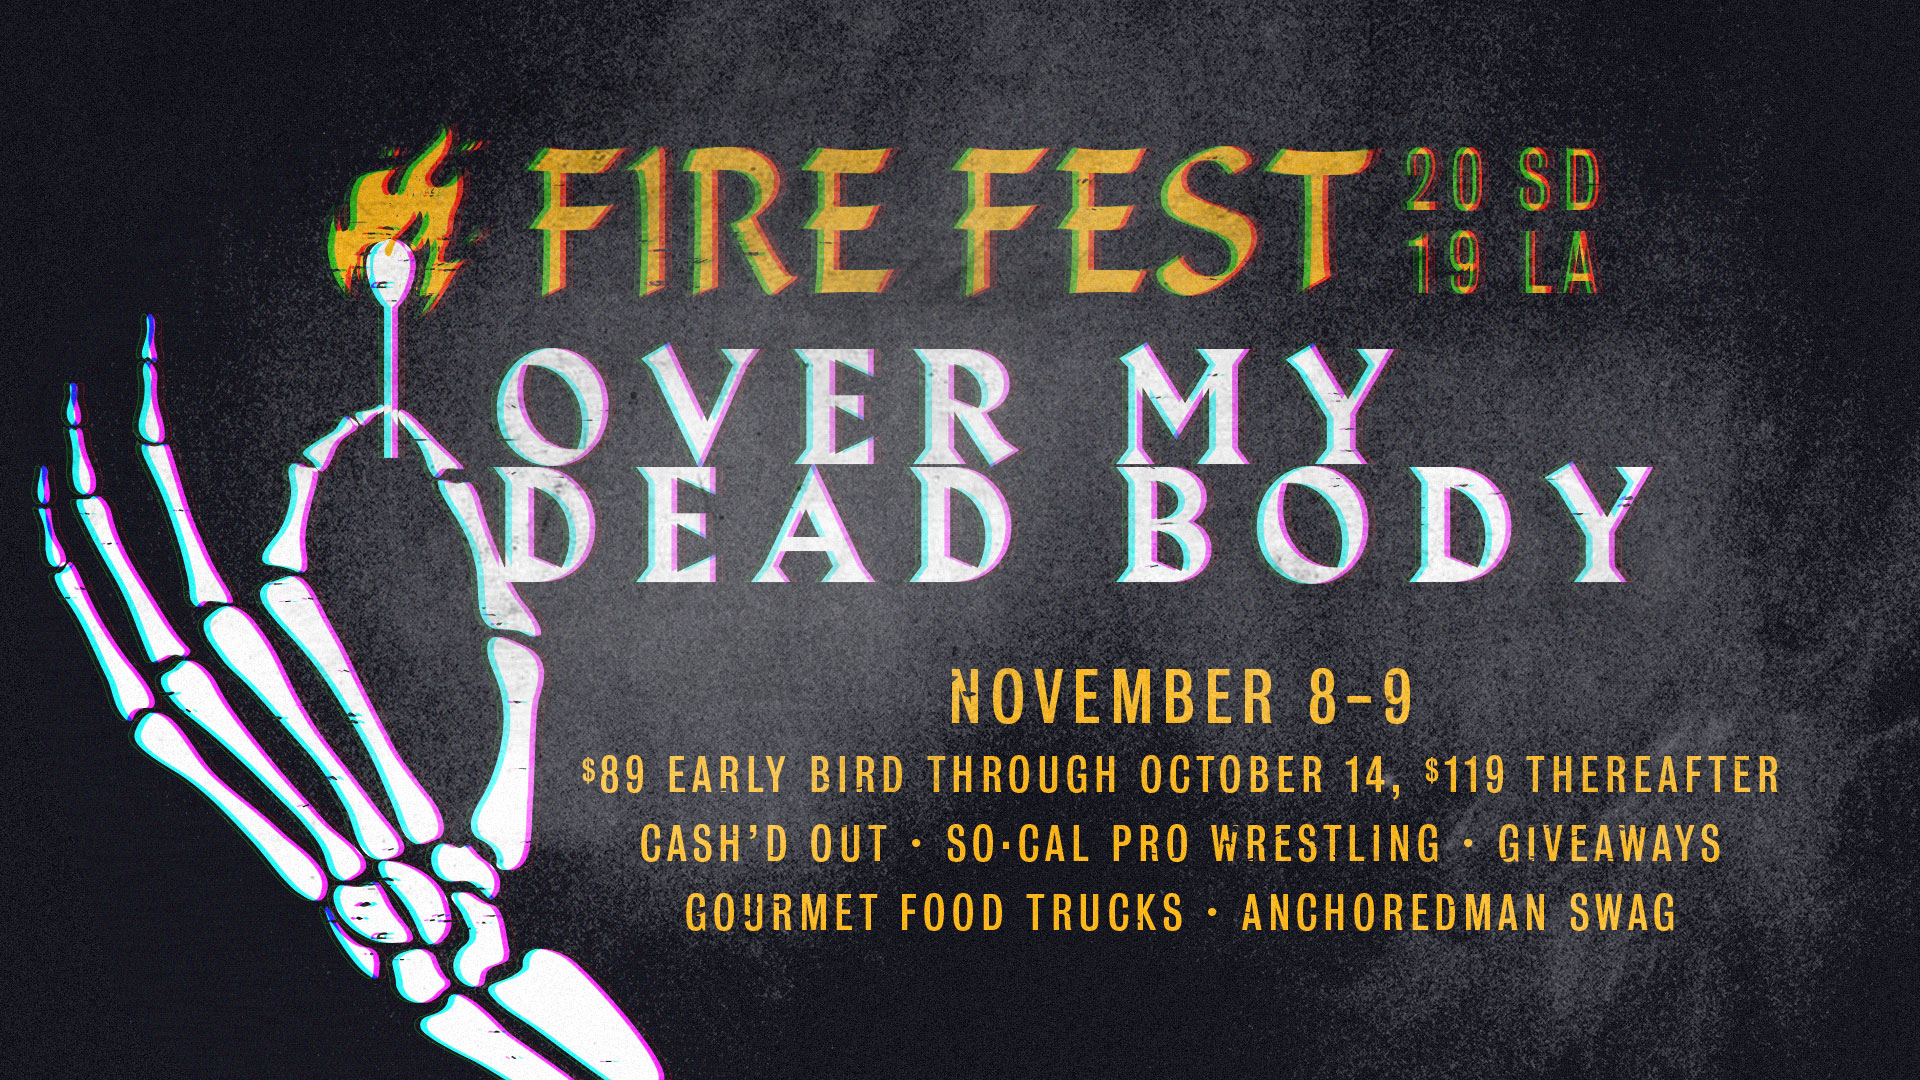 FIRE FEST 20 SD
19 LA
OVER MY
DEAD BODY
NOVEMBER 8–9
$89 EARLY BIRD THROUGH OCTOBER 14, $119 THEREAFTER
CASH'D OUT · SO·CAL PRO WRESTLING · GIVEAWAYS
GOURMET FOOD TRUCKS · ANCHOREDMAN SWAG